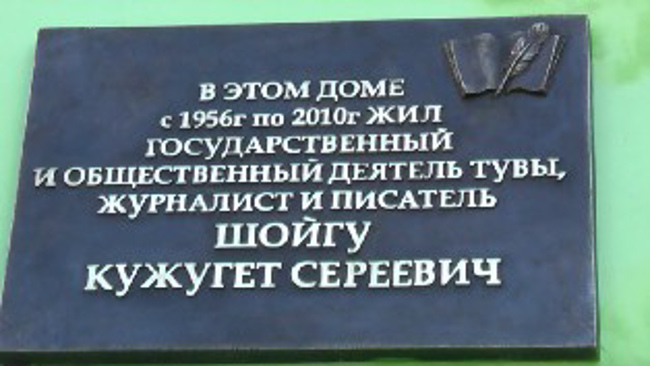 В ЭТОМ ДОМЕ
с 1956г по 2010г ЖИЛ
ГОСУДАРСТВЕННЫЙ
И ОБЩЕСТВЕННЫЙ ДЕЯТЕЛЬ ТУВЫ,
ЖУРНАЛИСТ И ПИСАТЕЛЬ
ШОЙГУ
КУЖУГЕТ СЕРЕЕВИЧ